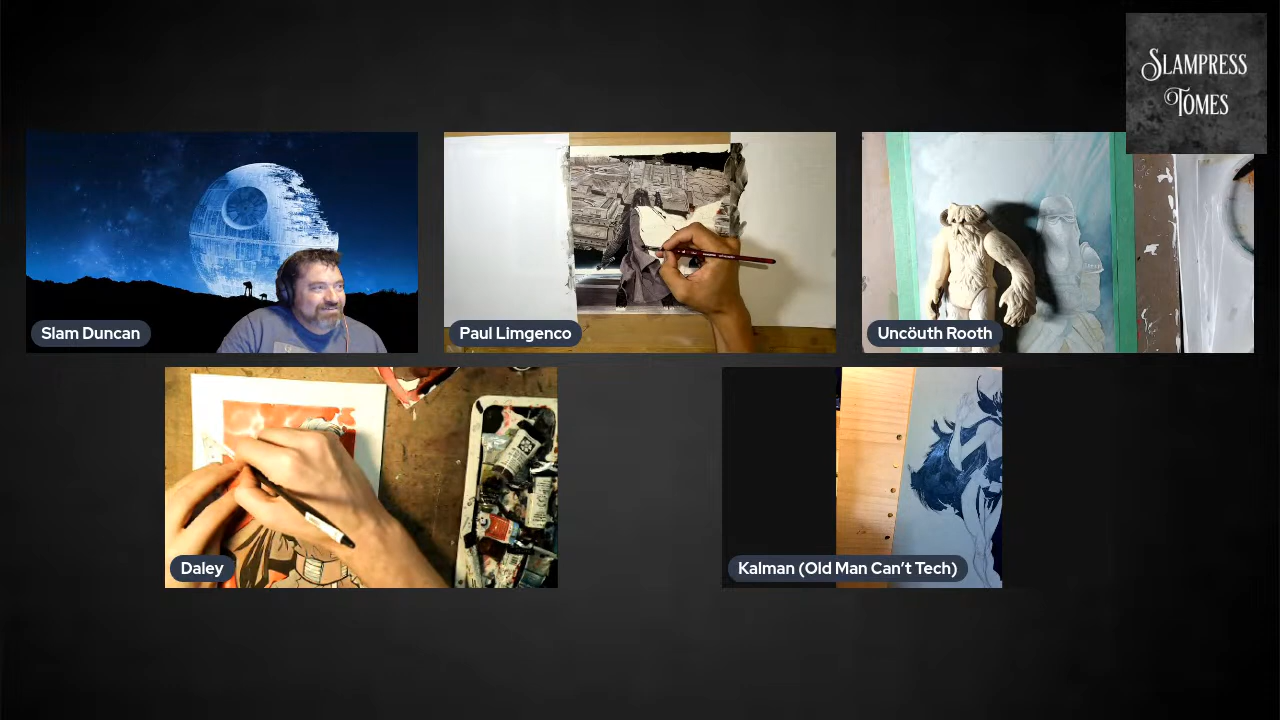 Slampress
Tomes
Slam Duncan
Paul Limgenco
Uncöuth Rooth
Daley
Kalman (Old Man Can’t Tech)